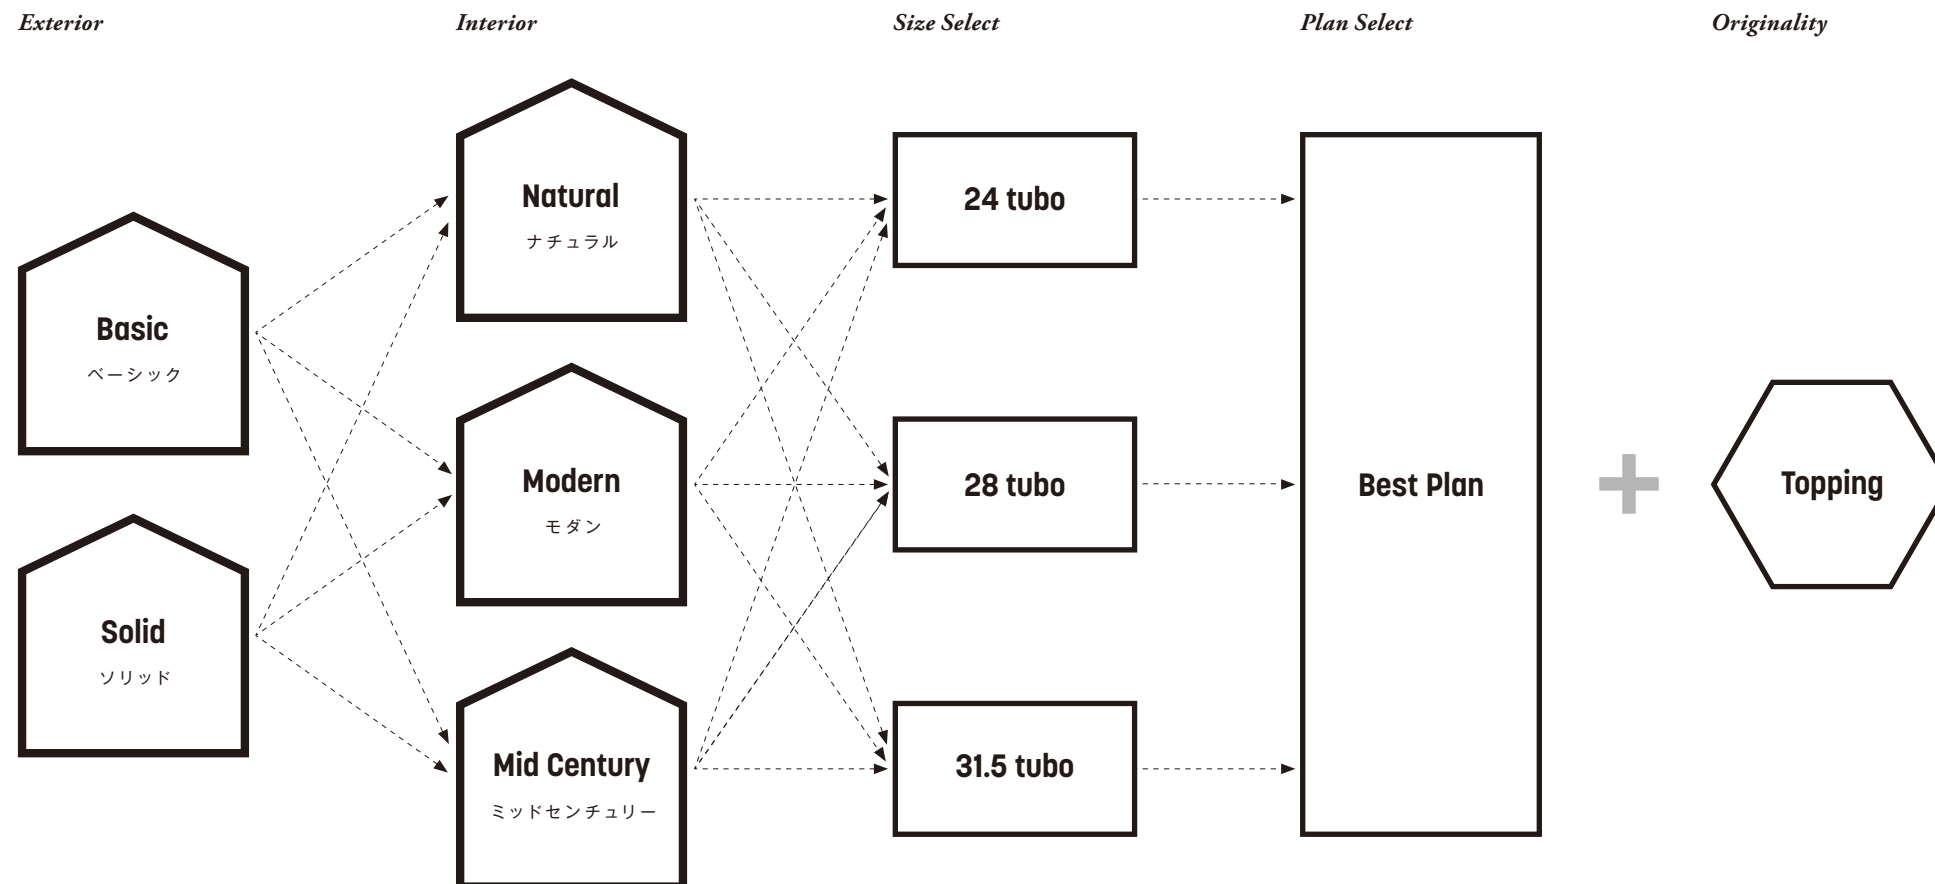 Exterior
Interior
Size Select
Plan Select
Originality
Basic
ベーシック
Solid
ソリッド
Natural
ナチュラル
Modern
モダン
Mid Century
ミッドセンチュリー
24 tubo
28 tubo
31.5 tubo
Best Plan
+
Topping